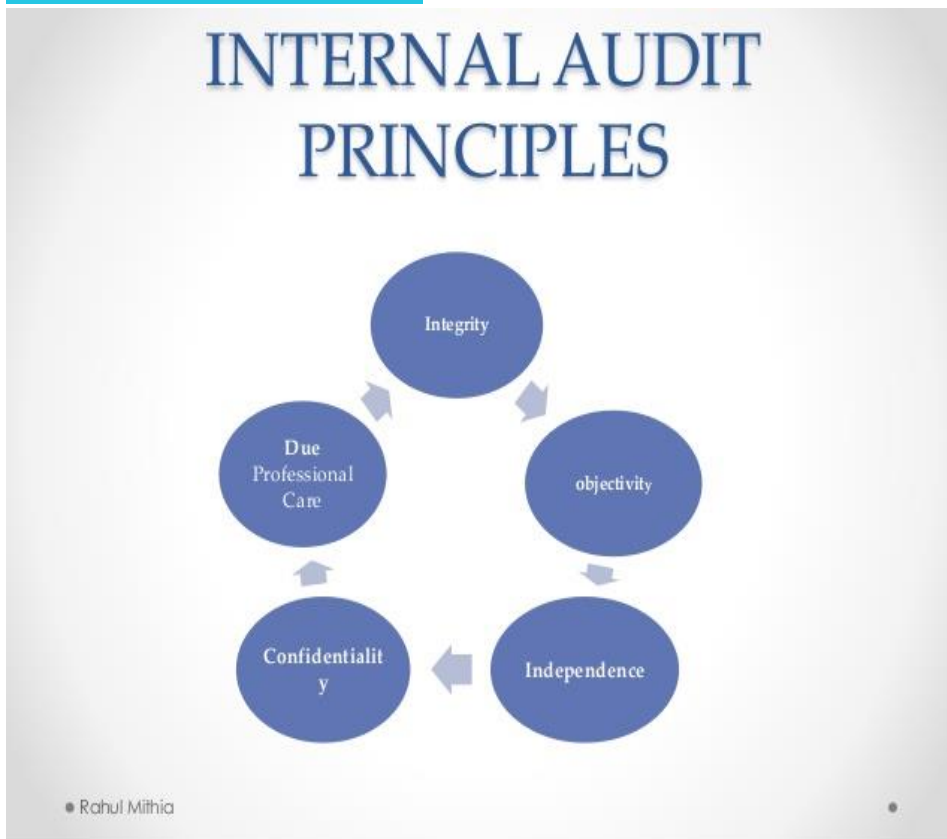 INTERNAL AUDIT
PRINCIPLES
Integrity
objectivity
Independence
Confidentialit
y
Due
Professional
Care
Rahul Mithia